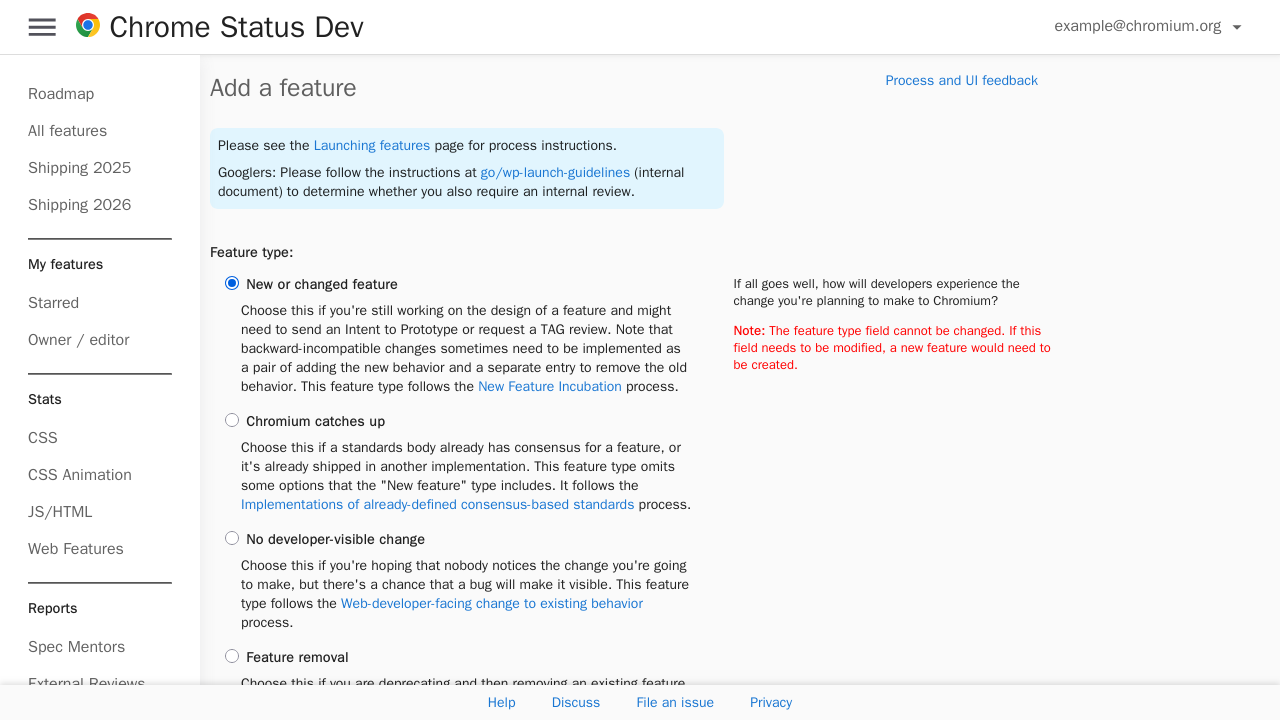 Chrome Status Dev
example@chromium.org
Roadmap
All features
Shipping 2025
Shipping 2026
My features
Starred
Owner / editor
Stats
CSS
CSS Animation
JS/HTML
Web Features
Reports
Spec Mentors
External Reviews
Add a feature
Process and UI feedback
Please see the Launching features page for process instructions.
Googlers: Please follow the instructions at go/wp-launch-guidelines (internal
document) to determine whether you also require an internal review.
Feature type:
New or changed feature
Choose this if you're still working on the design of a feature and might
need to send an Intent to Prototype or request a TAG review. Note that
backward-incompatible changes sometimes need to be implemented as
a pair of adding the new behavior and a separate entry to remove the old
behavior. This feature type follows the New Feature Incubation process.
Chromium catches up
Choose this if a standards body already has consensus for a feature, or
it's already shipped in another implementation. This feature type omits
some options that the "New feature" type includes. It follows the
Implementations of already-defined consensus-based standards process.
No developer-visible change
Choose this if you're hoping that nobody notices the change you're going
to make, but there's a chance that a bug will make it visible. This feature
type follows the Web-developer-facing change to existing behavior
process.
Feature removal
Choose this if you are deprecating and then removing an existing feature
If all goes well, how will developers experience the
change you're planning to make to Chromium?
Note: The feature type field cannot be changed. If this
field needs to be modified, a new feature would need to
be created.
Help
Discuss
File an issue
Privacy